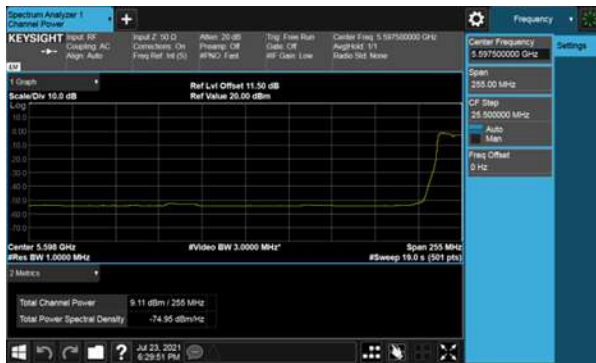 Spectrum Analyzer 1
Channel Power
Frequency
KEYSIGHT
Input: RF
Coupling: AC
Align: Auto
Input Z: 50 Ω
Corrections: On
Freq Ref: Int (S)
Atten: 20 dB
Preamp: Off
#PNO: Fast
Trig: Free Run
Gate: Off
#IF Gain: Low
Center Freq: 5.597500000 GHz
Avg|Hold: 1/1
Radio Std: None
Center Frequency
5.597500000 GHz
Settings
Span
255.00 MHz
CF Step
25.500000 MHz
Auto
Man
Freq Offset
0 Hz
1 Graph
Scale/Div 10.0 dB
Ref Lvl Offset 11.50 dB
Ref Value 20.00 dBm
Log
10.0
0.00
-10.0
-20.0
-30.0
-40.0
-50.0
-60.0
-70.0
Center 5.598 GHz
#Res BW 1.0000 MHz
#Video BW 3.0000 MHz*
Span 255 MHz
#Sweep 19.0 s (501 pts)
2 Metrics
Total Channel Power 9.11 dBm / 255 MHz
Total Power Spectral Density -74.95 dBm/Hz
?
Jul 23, 2021
6:29:51 PM